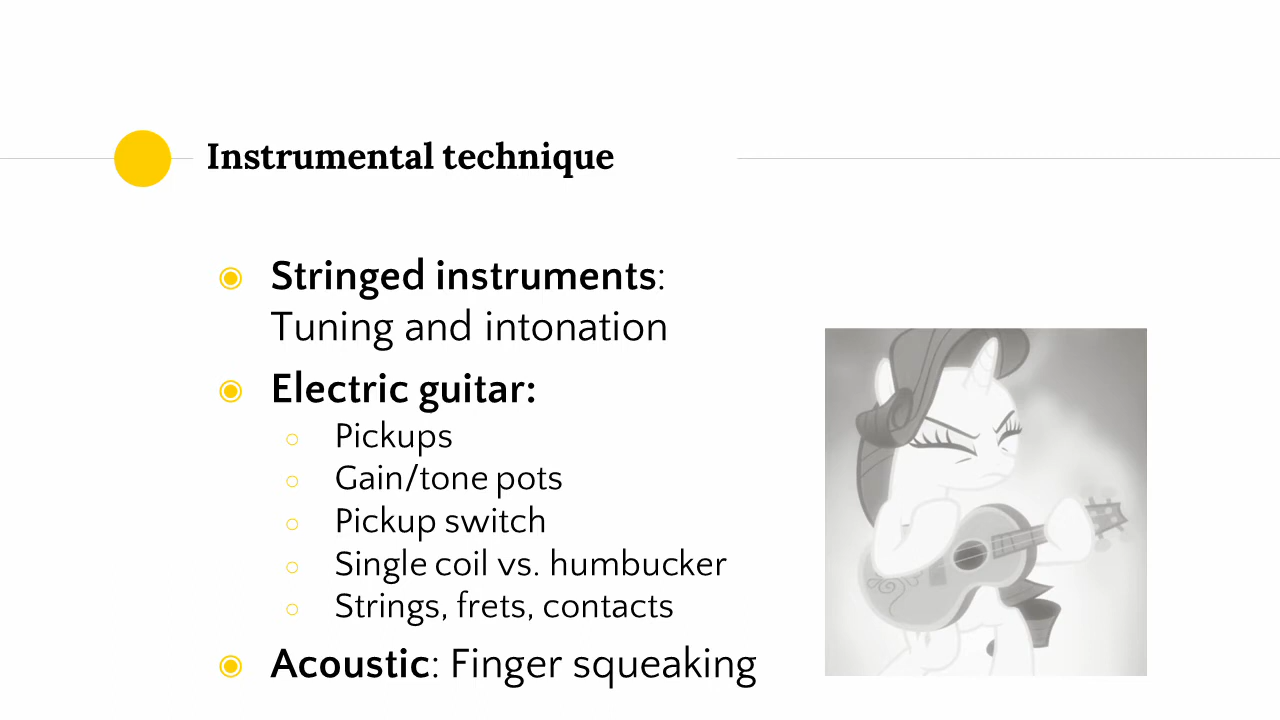 Instrumental technique
Stringed instruments:
Tuning and intonation
Electric guitar:
Pickups
Gain/tone pots
Pickup switch
Single coil vs. humbucker
Strings, frets, contacts
Acoustic: Finger squeaking